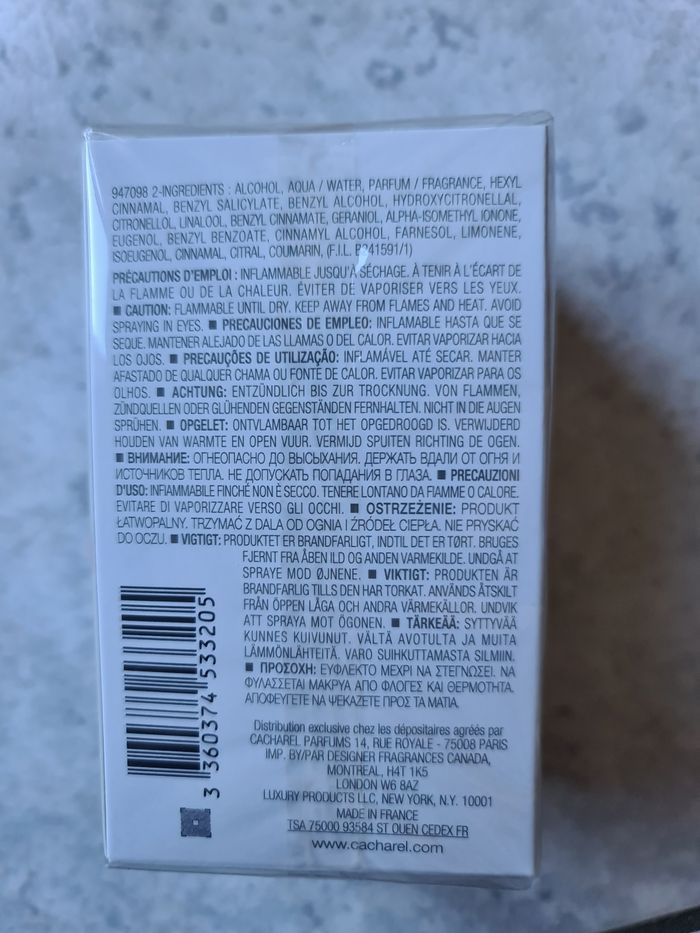 947098 2-INGREDIENTS : ALCOHOL, AQUA / WATER, PARFUM / FRAGRANCE, HEXYL
CINNAMAL, BENZYL SALICYLATE, BENZYL ALCOHOL, HYDROXYCITRONELLAL,
CITRONELLOL, LINALOOL, BENZYL CINNAMATE, GERANIOL, ALPHA-ISOMETHYL IONONE,
EUGENOL, BENZYL BENZOATE, CINNAMYL ALCOHOL, FARNESOL, LIMONENE,
ISOEUGENOL, CINNAMAL, CITRAL, COUMARIN, (F.I.L. B241591/1)
PRÉCAUTIONS D'EMPLOI : INFLAMMABLE JUSQU'À SÉCHAGE. À TENIR À L'ÉCART DE
LA FLAMME OU DE LA CHALEUR. ÉVITER DE VAPORISER VERS LES YEUX.
■ CAUTION: FLAMMABLE UNTIL DRY. KEEP AWAY FROM FLAMES AND HEAT. AVOID
SPRAYING IN EYES. ■ PRECAUCIONES DE EMPLEO: INFLAMABLE HASTA QUE SE
SEQUE. MANTENER ALEJADO DE LAS LLAMAS O DEL CALOR. EVITAR VAPORIZAR HACIA
LOS OJOS. ■ PRECAUÇÕES DE UTILIZAÇÃO: INFLAMÁVEL ATÉ SECAR. MANTER
AFASTADO DE QUALQUER CHAMA OU FONTE DE CALOR. EVITAR VAPORIZAR PARA OS
OLHOS. ■ ACHTUNG: ENTZÜNDLICH BIS ZUR TROCKNUNG. VON FLAMMEN,
ZÜNDQUELLEN ODER GLÜHENDEN GEGENSTÄNDEN FERNHALTEN. NICHT IN DIE AUGEN
SPRÜHEN. ■ OPGELET: ONTVLAMBAAR TOT HET OPGEDROOGD IS. VERWIJDERD
HOUDEN VAN WARMTE EN OPEN VUUR. VERMIJD SPUITEN RICHTING DE OGEN.
■ ВНИМАНИЕ: ОГНЕОПАСНО ДО ВЫСЫХАНИЯ. ДЕРЖАТЬ ВДАЛИ ОТ ОГНЯ И
ИСТОЧНИКОВ ТЕПЛА. НЕ ДОПУСКАТЬ ПОПАДАНИЯ В ГЛАЗА. ■ PRECAUZIONI
D'USO: INFIAMMABILE FINCHÉ NON È SECCO. TENERE LONTANO DA FIAMME O CALORE.
EVITARE DI VAPORIZZARE VERSO GLI OCCHI. ■ OSTRZEŻENIE: PRODUKT
ŁATWOPALNY. TRZYMAĆ Z DALA OD OGNIA I ŹRÓDEŁ CIEPŁA. NIE PRYSKAĆ
DO OCZU. ■ VIGTIGT: PRODUKTET ER BRANDFARLIGT, INDTIL DET ER TØRT. BRUGES
FJERNT FRA ÅBEN ILD OG ANDEN VARMEKILDE. UNDGÅ AT
SPRAYE MOD ØJNENE. ■ VIKTIGT: PRODUKTEN ÄR
BRANDFARLIG TILLS DEN HAR TORKAT. ANVÄNDS ÅTSKILT
FRÅN ÖPPEN LÅGA OCH ANDRA VÄRMEKÄLLOR. UNDVIK
ATT SPRAYA MOT ÖGONEN. ■ TÄRKEÄÄ: SYTTYVÄÄ
KUNNES KUIVUNUT. VÄLTÄ AVOTULTA JA MUITA
LÄMMÖNLÄHTEITÄ. VARO SUIHKUTTAMASTA SILMIIN.
■ ΠΡΟΣΟΧΗ: ΕΥΦΛΕΚΤΟ ΜΕΧΡΙ ΝΑ ΣΤΕΓΝΩΣΕΙ. ΝΑ
ΦΥΛΑΣΣΕΤΑΙ ΜΑΚΡΥΑ ΑΠΟ ΦΛΟΓΕΣ ΚΑΙ ΘΕΡΜΟΤΗΤΑ.
ΑΠΟΦΕΥΓΕΤΕ ΝΑ ΨΕΚΑΖΕΤΕ ΠΡΟΣ ΤΑ ΜΑΤΙΑ.
3 360374 533205
Distribution exclusive chez les dépositaires agréés par
CACHAREL PARFUMS 14, RUE ROYALE - 75008 PARIS
IMP. BY/PAR DESIGNER FRAGRANCES CANADA,
MONTREAL, H4T 1K5
LONDON W6 8AZ
LUXURY PRODUCTS LLC, NEW YORK, N.Y. 10001
MADE IN FRANCE
TSA 75000 93584 ST OUEN CEDEX FR
www.cacharel.com